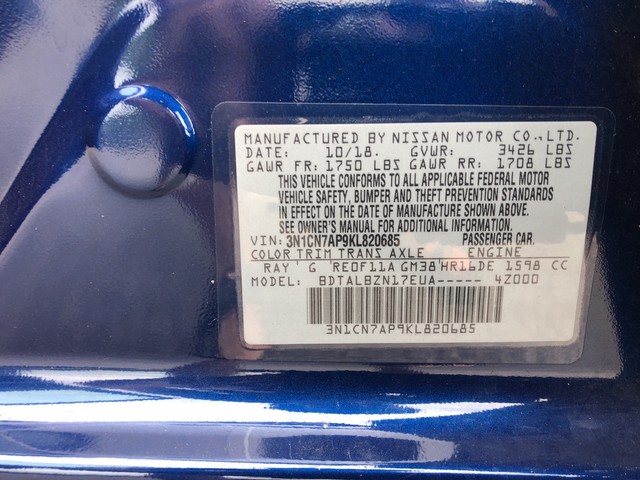 MANUFACTURED BY NISSAN MOTOR CO.,LTD.
DATE: 10/18. GVWR: 3426 LBS
GAWR FR: 1750 LBS GAWR RR: 1708 LBS
THIS VEHICLE CONFORMS TO ALL APPLICABLE FEDERAL MOTOR
VEHICLE SAFETY, BUMPER AND THEFT PREVENTION STANDARDS
IN EFFECT ON THE DATE OF MANUFACTURE SHOWN ABOVE.
SEE OWNER'S MANUAL FOR ADDITIONAL INFORMATION.
VIN: 3N1CN7AP9KL820685 PASSENGER CAR.
COLOR TRIM TRANS AXLE ENGINE
RAY ' G RE0F11A GM38'HR16DE 1598 CC
MODEL: BDTALBZN17EUA----- 4Z000
3N1CN7AP9KL820685